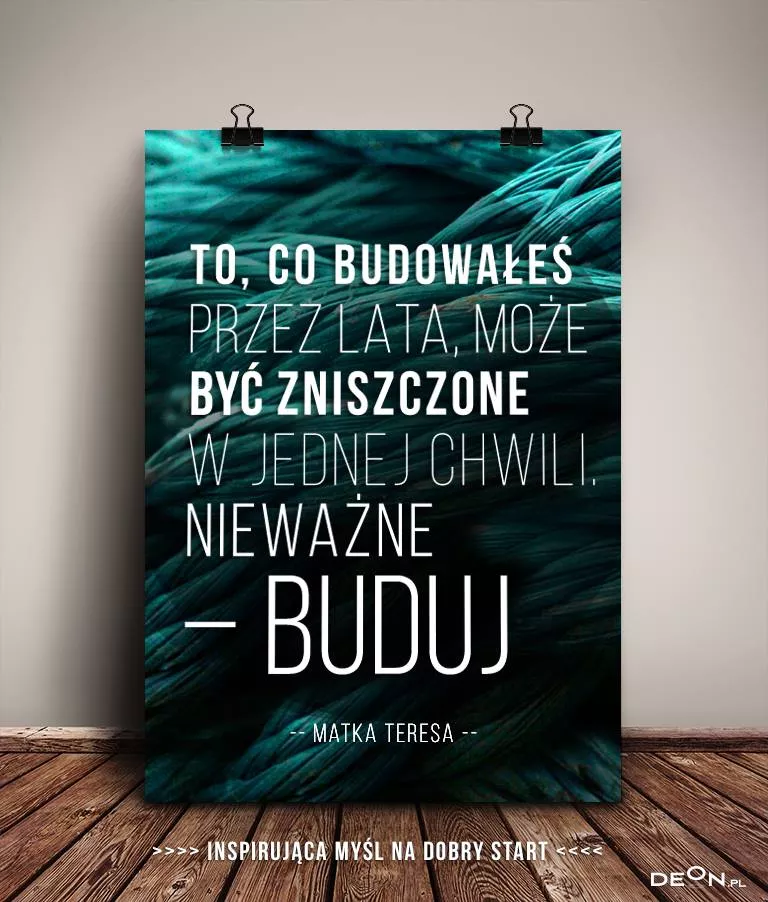 TO, CO BUDOWAŁEŚ
PRZEZ LATA, MOŻE
BYĆ ZNISZCZONE
W JEDNEJ CHWILI.
NIEWAŻNE
– BUDUJ
-- MATKA TERESA --
>>>> INSPIRUJĄCA MYŚL NA DOBRY START <<<<
DEON.PL